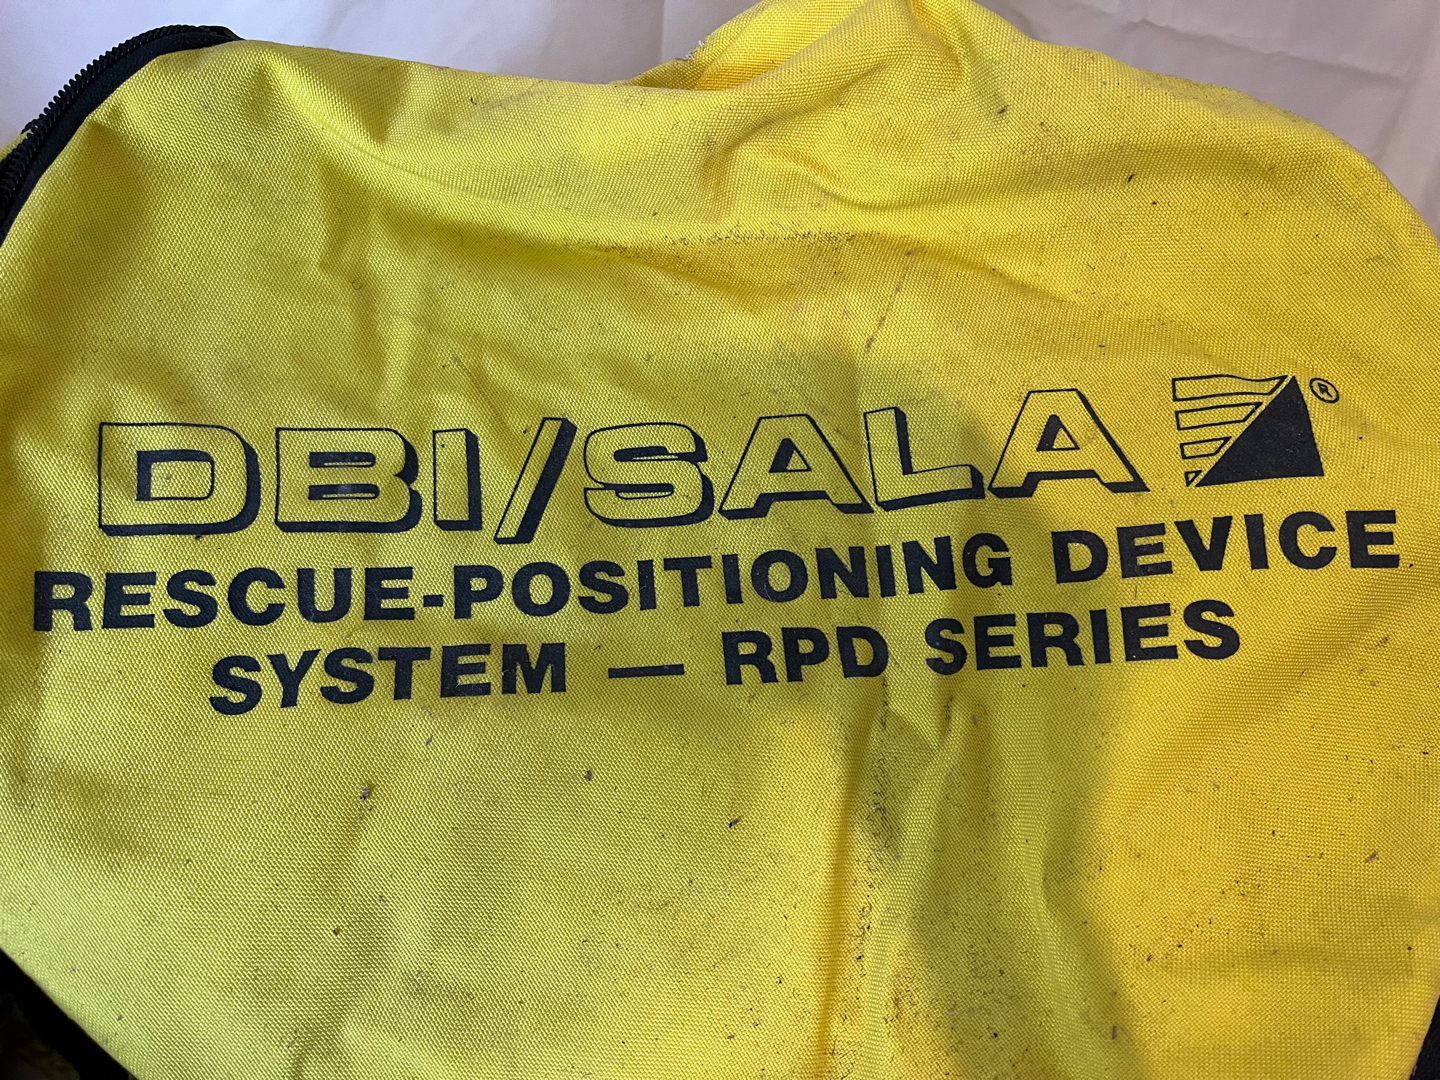 DBI/SALA ®
RESCUE-POSITIONING DEVICE
SYSTEM — RPD SERIES